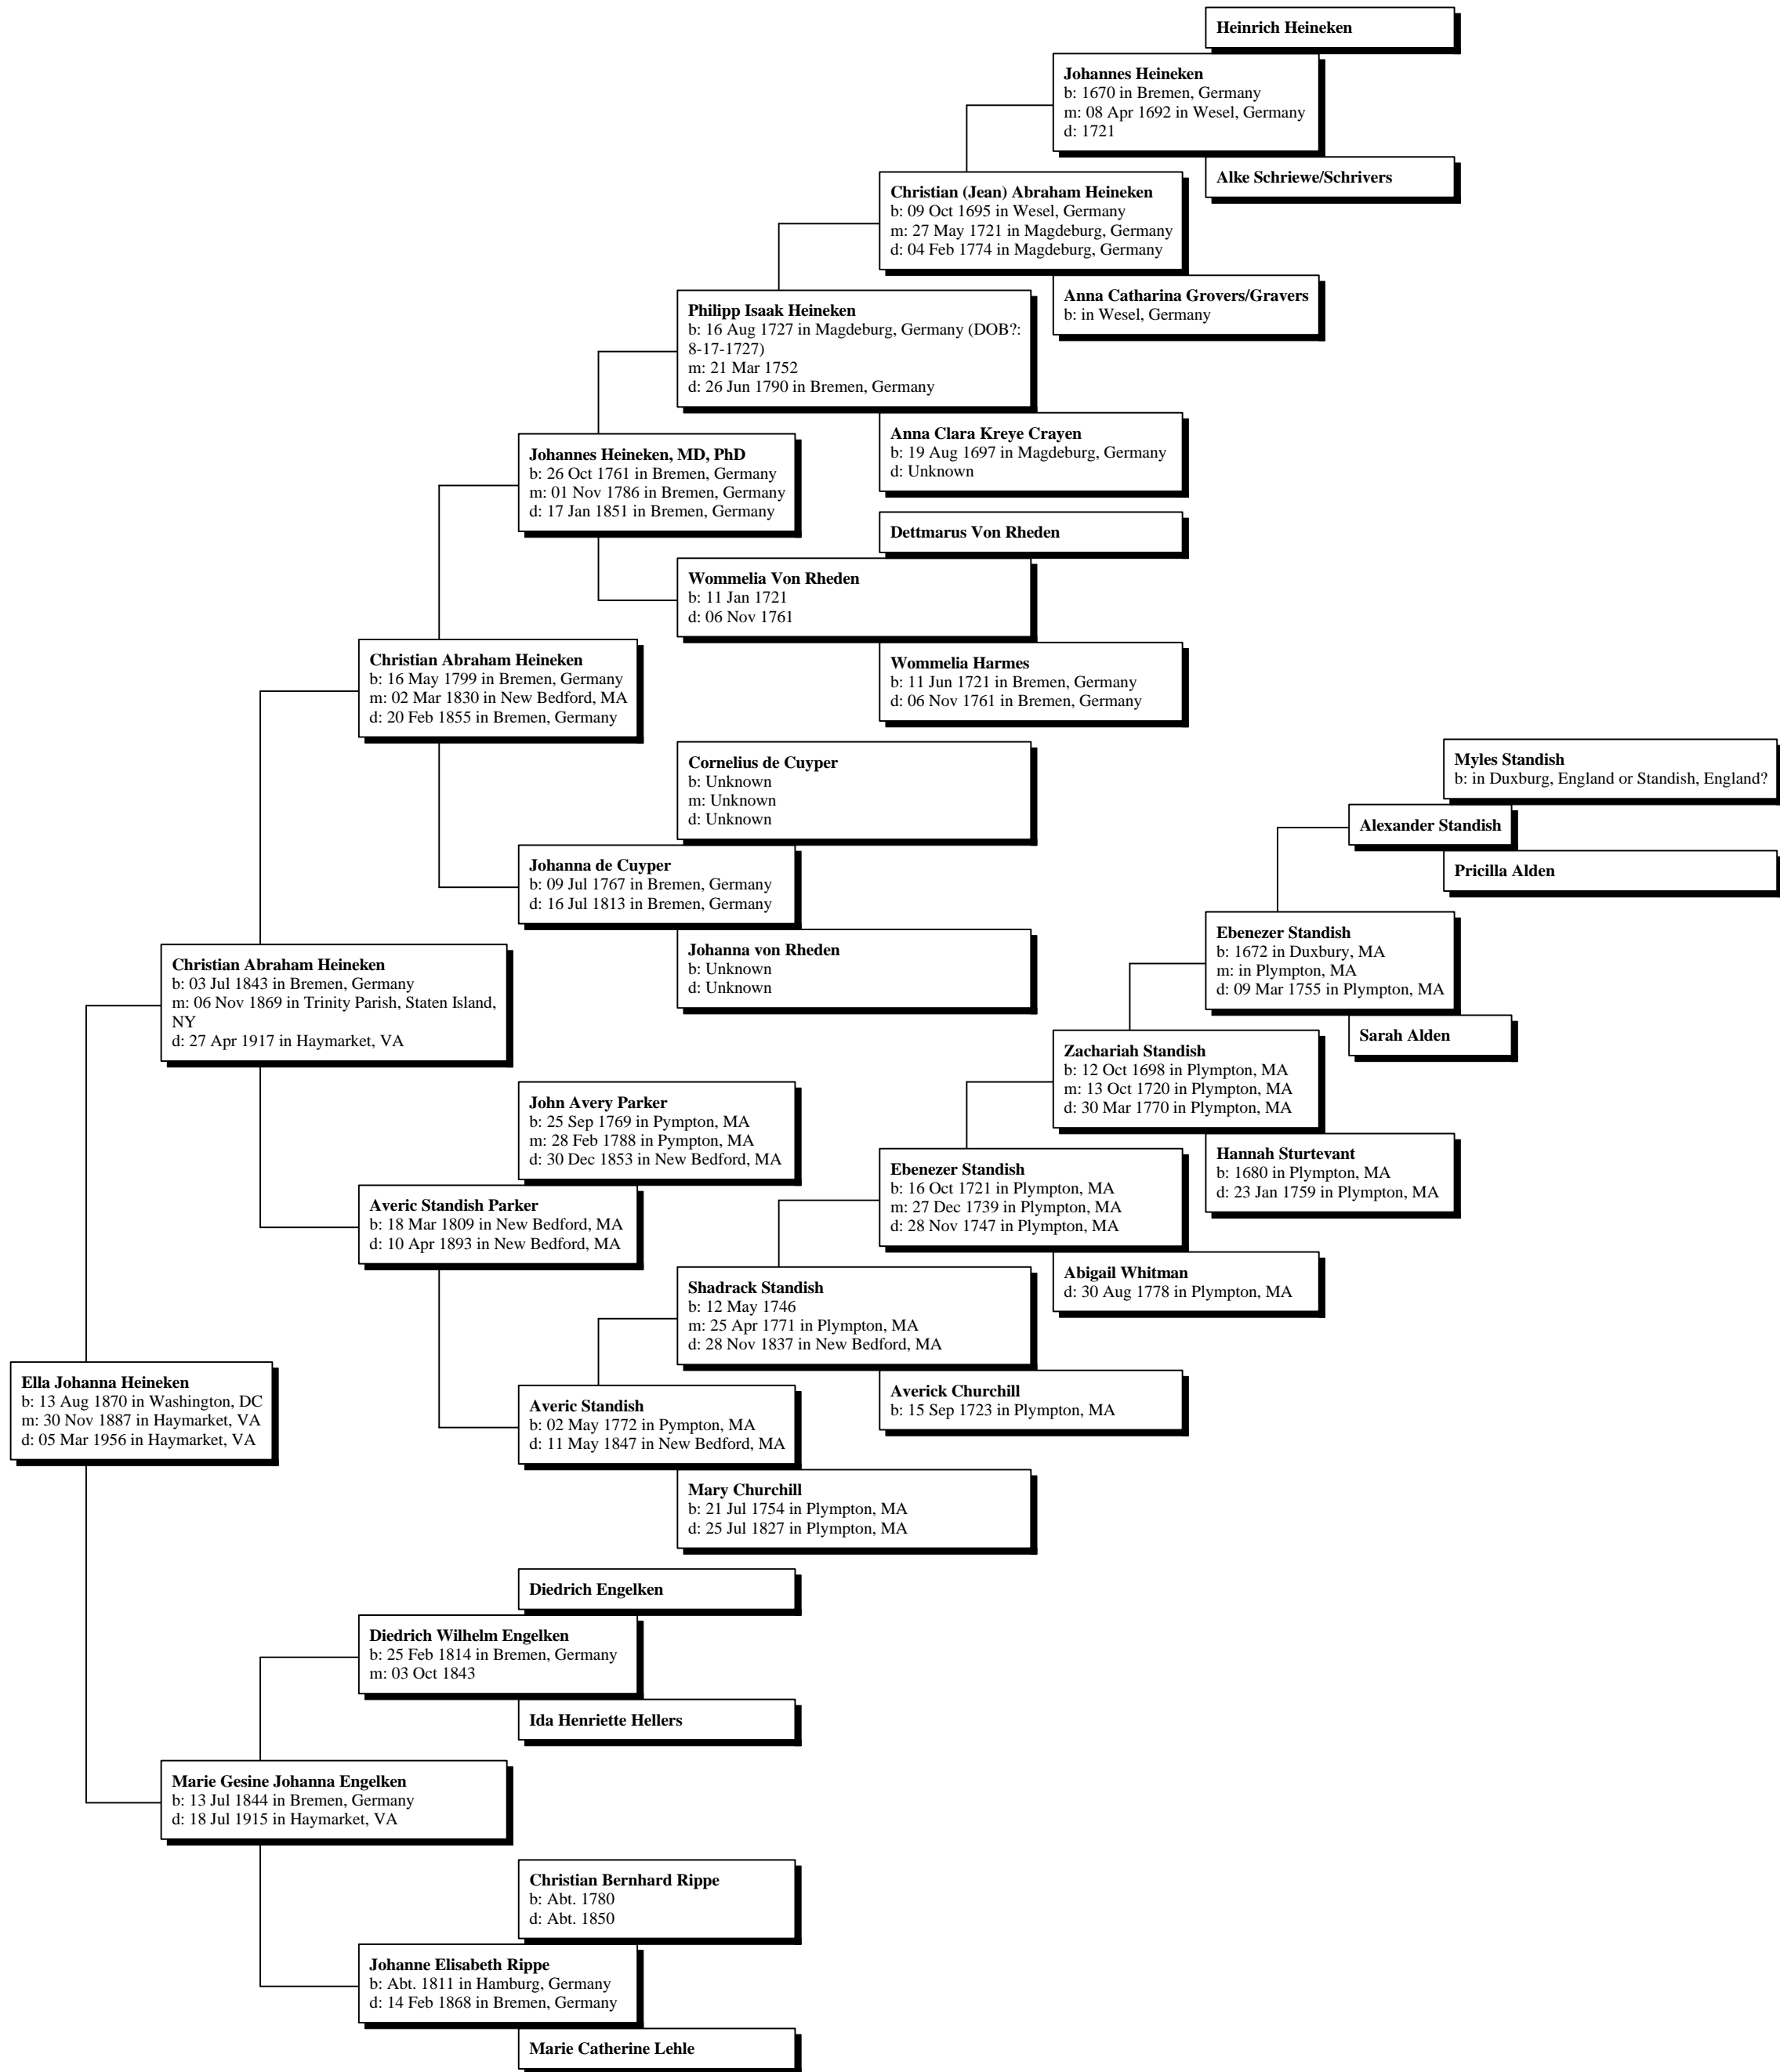 Heinrich Heineken
Johannes Heineken
b: 1670 in Bremen, Germany
m: 08 Apr 1692 in Wesel, Germany
d: 1721
Alke Schriewe/Schrivers
Christian (Jean) Abraham Heineken
b: 09 Oct 1695 in Wesel, Germany
m: 27 May 1721 in Magdeburg, Germany
d: 04 Feb 1774 in Magdeburg, Germany
Anna Catharina Grovers/Gravers
b: in Wesel, Germany
Philipp Isaak Heineken
b: 16 Aug 1727 in Magdeburg, Germany (DOB?:
8-17-1727)
m: 21 Mar 1752
d: 26 Jun 1790 in Bremen, Germany
Anna Clara Kreye Crayen
b: 19 Aug 1697 in Magdeburg, Germany
d: Unknown
Johannes Heineken, MD, PhD
b: 26 Oct 1761 in Bremen, Germany
m: 01 Nov 1786 in Bremen, Germany
d: 17 Jan 1851 in Bremen, Germany
Dettmarus Von Rheden
Wommelia Von Rheden
b: 11 Jan 1721
d: 06 Nov 1761
Wommelia Harmes
b: 11 Jun 1721 in Bremen, Germany
d: 06 Nov 1761 in Bremen, Germany
Christian Abraham Heineken
b: 16 May 1799 in Bremen, Germany
m: 02 Mar 1830 in New Bedford, MA
d: 20 Feb 1855 in Bremen, Germany
Cornelius de Cuyper
b: Unknown
m: Unknown
d: Unknown
Johanna de Cuyper
b: 09 Jul 1767 in Bremen, Germany
d: 16 Jul 1813 in Bremen, Germany
Johanna von Rheden
b: Unknown
d: Unknown
Christian Abraham Heineken
b: 03 Jul 1843 in Bremen, Germany
m: 06 Nov 1869 in Trinity Parish, Staten Island,
NY
d: 27 Apr 1917 in Haymarket, VA
Myles Standish
b: in Duxburg, England or Standish, England?
Alexander Standish
Pricilla Alden
Ebenezer Standish
b: 1672 in Duxbury, MA
m: in Plympton, MA
d: 09 Mar 1755 in Plympton, MA
Sarah Alden
Zachariah Standish
b: 12 Oct 1698 in Plympton, MA
m: 13 Oct 1720 in Plympton, MA
d: 30 Mar 1770 in Plympton, MA
Hannah Sturtevant
b: 1680 in Plympton, MA
d: 23 Jan 1759 in Plympton, MA
John Avery Parker
b: 25 Sep 1769 in Pympton, MA
m: 28 Feb 1788 in Pympton, MA
d: 30 Dec 1853 in New Bedford, MA
Ebenezer Standish
b: 16 Oct 1721 in Plympton, MA
m: 27 Dec 1739 in Plympton, MA
d: 28 Nov 1747 in Plympton, MA
Averic Standish Parker
b: 18 Mar 1809 in New Bedford, MA
d: 10 Apr 1893 in New Bedford, MA
Abigail Whitman
d: 30 Aug 1778 in Plympton, MA
Shadrack Standish
b: 12 May 1746
m: 25 Apr 1771 in Plympton, MA
d: 28 Nov 1837 in New Bedford, MA
Averick Churchill
b: 15 Sep 1723 in Plympton, MA
Averic Standish
b: 02 May 1772 in Pympton, MA
d: 11 May 1847 in New Bedford, MA
Mary Churchill
b: 21 Jul 1754 in Plympton, MA
d: 25 Jul 1827 in Plympton, MA
Ella Johanna Heineken
b: 13 Aug 1870 in Washington, DC
m: 30 Nov 1887 in Haymarket, VA
d: 05 Mar 1956 in Haymarket, VA
Diedrich Engelken
Diedrich Wilhelm Engelken
b: 25 Feb 1814 in Bremen, Germany
m: 03 Oct 1843
Ida Henriette Hellers
Marie Gesine Johanna Engelken
b: 13 Jul 1844 in Bremen, Germany
d: 18 Jul 1915 in Haymarket, VA
Christian Bernhard Rippe
b: Abt. 1780
d: Abt. 1850
Johanne Elisabeth Rippe
b: Abt. 1811 in Hamburg, Germany
d: 14 Feb 1868 in Bremen, Germany
Marie Catherine Lehle